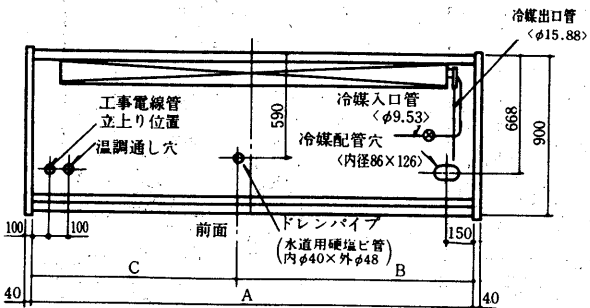 冷媒出口管
<φ15.88>
工事電線管
立上り位置
温調通し穴
590
冷媒入口管
<φ9.53>
冷媒配管穴
<内径86×126>
668
900
100
100
前面
ドレンパイプ
(水道用硬塩ビ管
内φ40×外φ48)
150
C
B
40
A
40